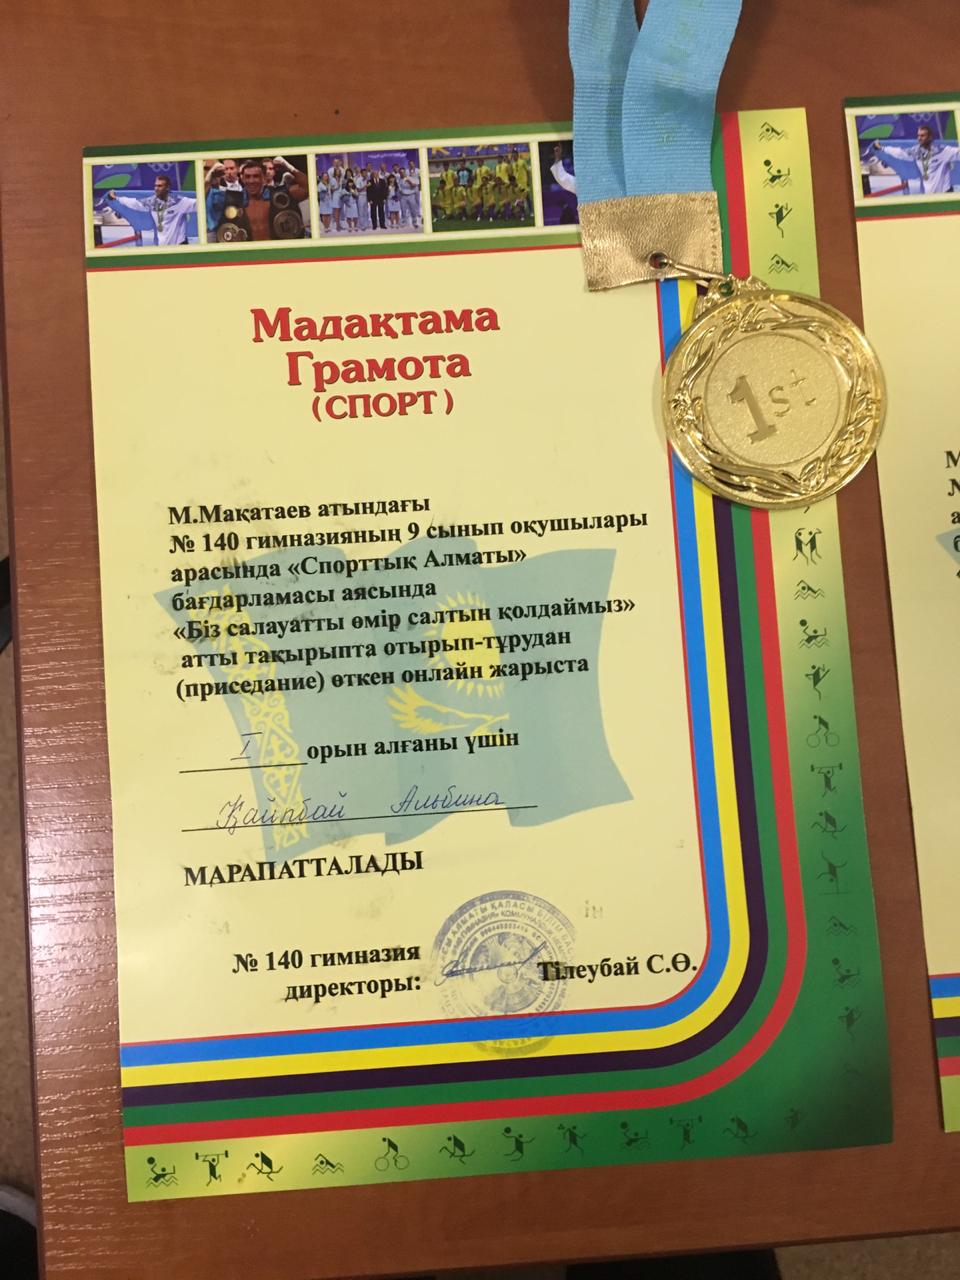 Мадақтама
Грамота
(СПОРТ)
1st
М.Мақатаев атындағы
№ 140 гимназияның 9 сынып оқушылары
арасында «Спорттық Алматы»
бағдарламасы аясында
«Біз салауатты өмір салтын қолдаймыз»
атты тақырыпта отырып-тұрудан
(приседание) өткен онлайн жарыста
I орын алғаны үшін
Қайпбай Альбина
МАРАПАТТАЛАДЫ
№ 140 гимназия
директоры: Тілеубай С.Ө.